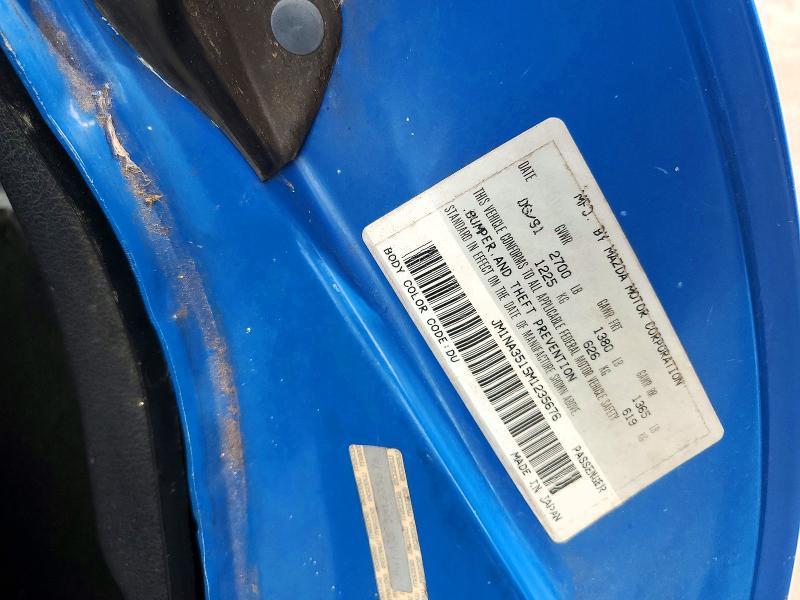 MFD. BY MAZDA MOTOR CORPORATION
DATE GVWR GAWR FRT GAWR RR
03/91 2700 LB 1380 LB 1365 LB
1225 KG 626 KG 619 KG
THIS VEHICLE CONFORMS TO ALL APPLICABLE FEDERAL MOTOR VEHICLE SAFETY
.BUMPER.AND THEFT PREVENTION
STANDARD IN EFFECT ON THE DATE OF MANUFACTURE SHOWN ABOVE
JM1NA3515M1235676 PASSENGER
BODY COLOR CODE:DU MADE IN JAPAN